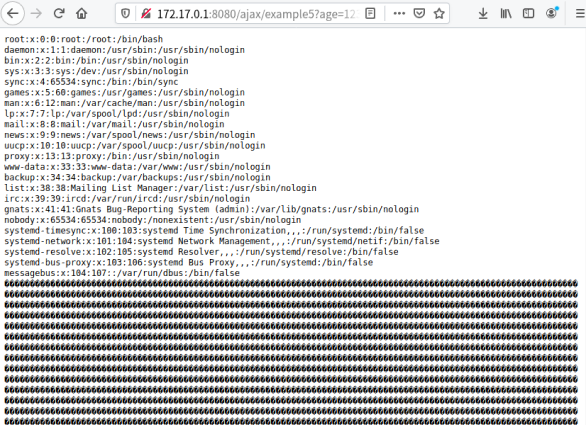 172.17.0.1:8080/ajax/example5?age=12
root:x:0:0:root:/root:/bin/bash
daemon:x:1:1:daemon:/usr/sbin:/usr/sbin/nologin
bin:x:2:2:bin:/bin:/usr/sbin/nologin
sys:x:3:3:sys:/dev:/usr/sbin/nologin
sync:x:4:65534:sync:/bin:/bin/sync
games:x:5:60:games:/usr/games:/usr/sbin/nologin
man:x:6:12:man:/var/cache/man:/usr/sbin/nologin
lp:x:7:7:lp:/var/spool/lpd:/usr/sbin/nologin
mail:x:8:8:mail:/var/mail:/usr/sbin/nologin
news:x:9:9:news:/var/spool/news:/usr/sbin/nologin
uucp:x:10:10:uucp:/var/spool/uucp:/usr/sbin/nologin
proxy:x:13:13:proxy:/bin:/usr/sbin/nologin
www-data:x:33:33:www-data:/var/www:/usr/sbin/nologin
backup:x:34:34:backup:/var/backups:/usr/sbin/nologin
list:x:38:38:Mailing List Manager:/var/list:/usr/sbin/nologin
irc:x:39:39:ircd:/var/run/ircd:/usr/sbin/nologin
gnats:x:41:41:Gnats Bug-Reporting System (admin):/var/lib/gnats:/usr/sbin/nologin
nobody:x:65534:65534:nobody:/nonexistent:/usr/sbin/nologin
systemd-timesync:x:100:103:systemd Time Synchronization,,,:/run/systemd:/bin/false
systemd-network:x:101:104:systemd Network Management,,,:/run/systemd/netif:/bin/false
systemd-resolve:x:102:105:systemd Resolver,,,:/run/systemd/resolve:/bin/false
systemd-bus-proxy:x:103:106:systemd Bus Proxy,,,:/run/systemd:/bin/false
messagebus:x:104:107::/var/run/dbus:/bin/false